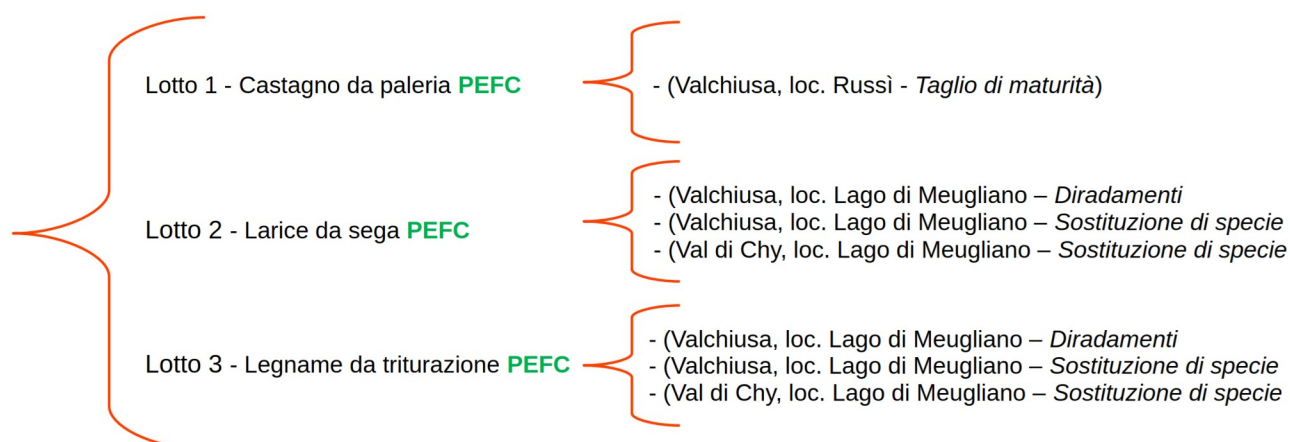 Lotto 1 - Castagno da paleria PEFC
- (Valchiusa, loc. Russì - Taglio di maturità)
Lotto 2 - Larice da sega PEFC
- (Valchiusa, loc. Lago di Meugliano – Diradamenti
- (Valchiusa, loc. Lago di Meugliano – Sostituzione di specie
- (Val di Chy, loc. Lago di Meugliano – Sostituzione di specie
Lotto 3 - Legname da triturazione PEFC
- (Valchiusa, loc. Lago di Meugliano – Diradamenti
- (Valchiusa, loc. Lago di Meugliano – Sostituzione di specie
- (Val di Chy, loc. Lago di Meugliano – Sostituzione di specie